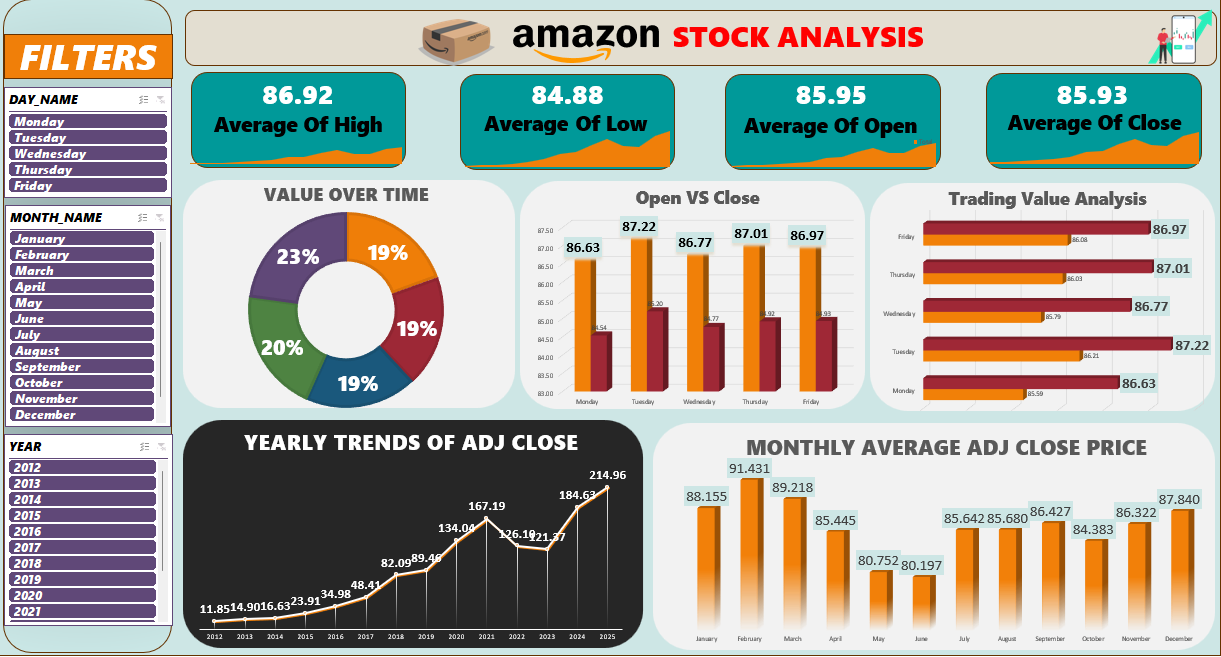 FILTERS
DAY_NAME
Monday
Tuesday
Wednesday
Thursday
Friday
MONTH_NAME
January
February
March
April
May
June
July
August
September
October
November
December
YEAR
2012
2013
2014
2015
2016
2017
2018
2019
2020
2021
amazon STOCK ANALYSIS
86.92
Average Of High
84.88
Average Of Low
85.95
Average Of Open
85.93
Average Of Close
VALUE OVER TIME
23% 19%
19%
20%
19%
Open VS Close
87.50
87.00
86.50
86.00
85.50
85.00
84.50
84.00
83.50
83.00
86.63 87.22 86.77 87.01 86.97
84.54 85.20 84.77 84.92 84.93
Monday Tuesday Wednesday Thursday Friday
Trading Value Analysis
Friday 86.97
86.08
Thursday 87.01
86.03
Wednesday 86.77
85.79
Tuesday 87.22
86.21
Monday 86.63
85.59
YEARLY TRENDS OF ADJ CLOSE
11.85 14.90 16.63 23.91 34.98 48.41 82.09 89.46 134.04 167.19 126.10 121.37 184.63 214.96
2012 2013 2014 2015 2016 2017 2018 2019 2020 2021 2022 2023 2024 2025
MONTHLY AVERAGE ADJ CLOSE PRICE
88.155 91.431 89.218 85.445 80.752 80.197 85.642 85.680 86.427 84.383 86.322 87.840
January February March April May June July August September October November December